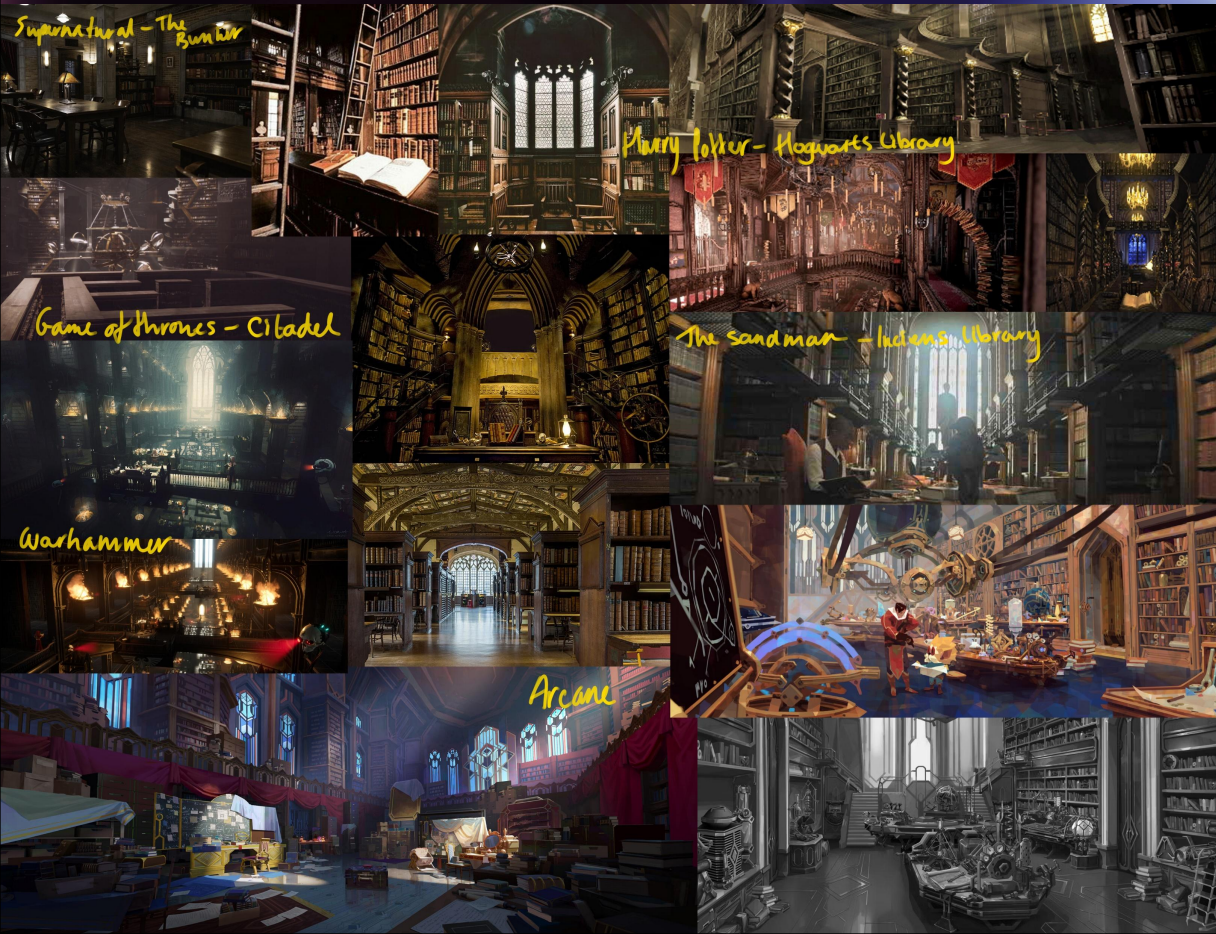 Supernatural - The
Bunker
Harry Potter - Hogwarts Library
Game of thrones - Citadel
The sandman - luciens library
Warhammer
Arcane